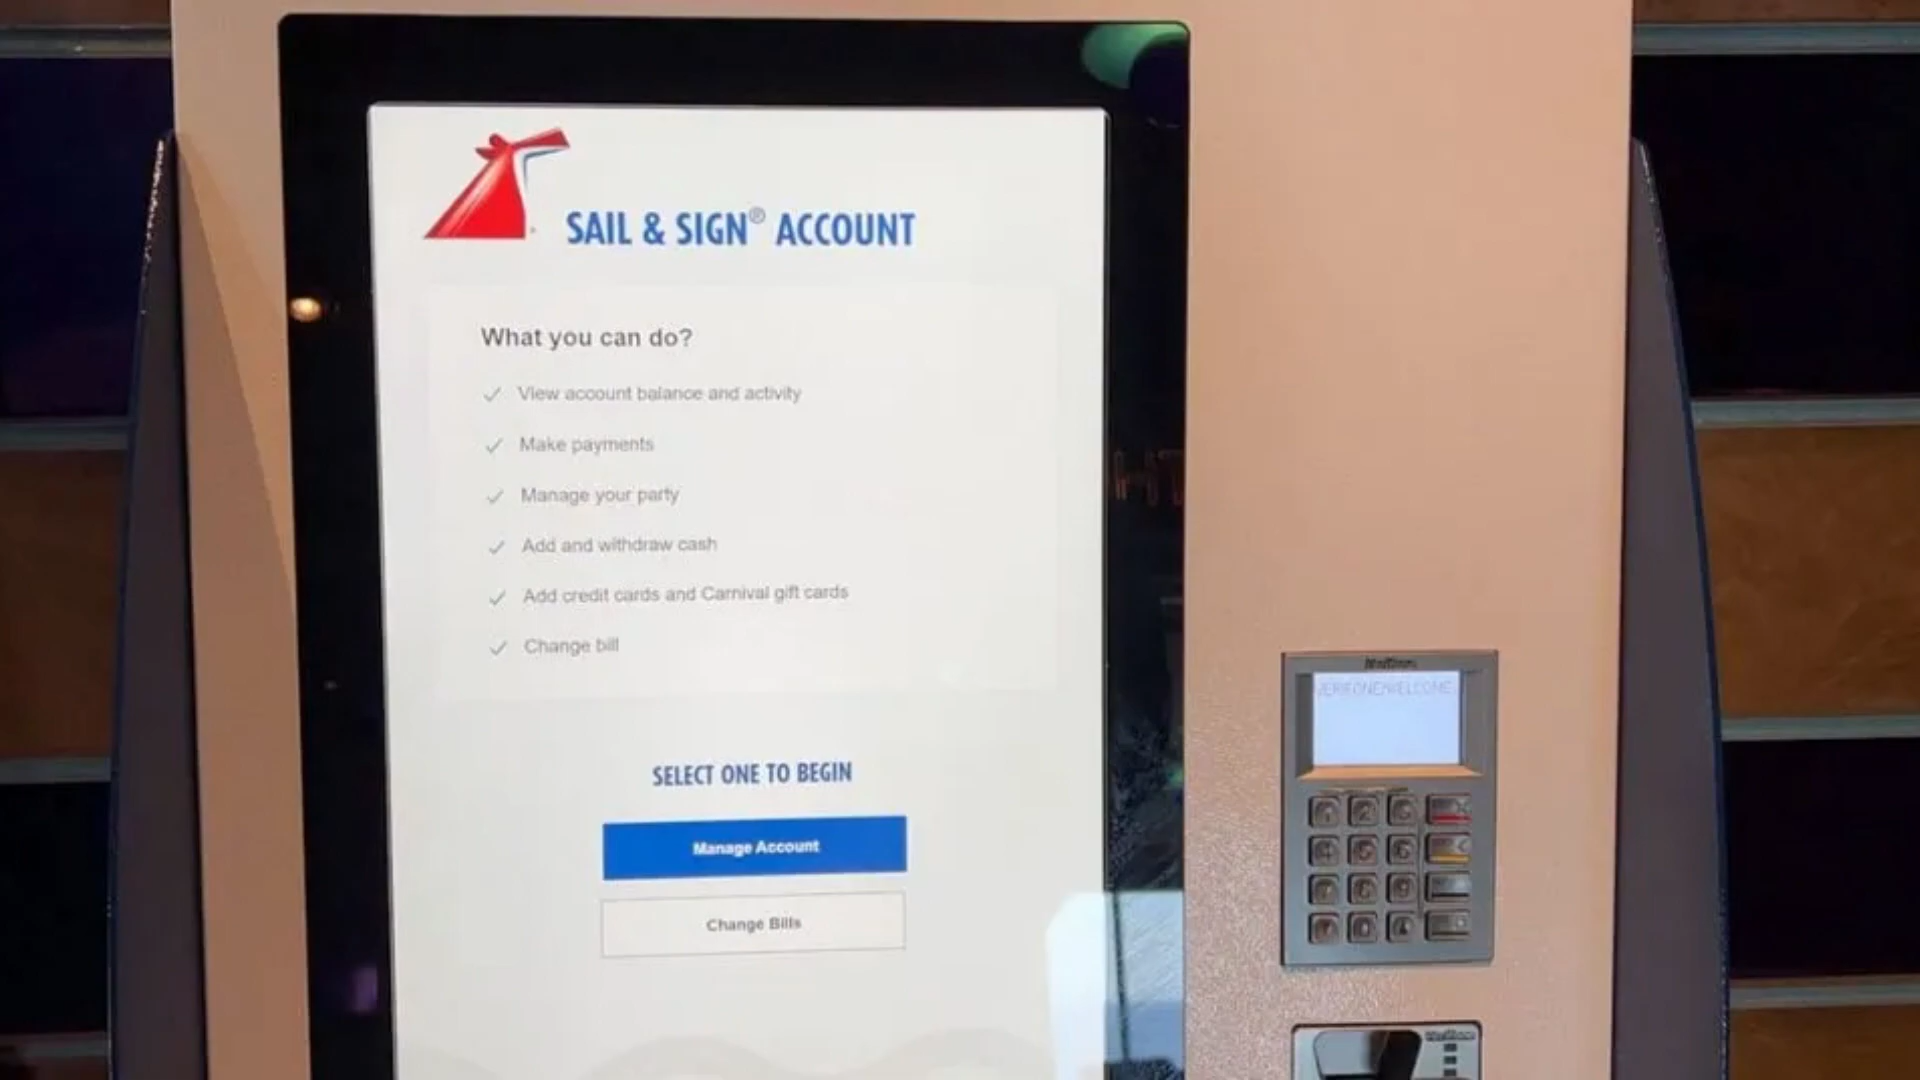 SAIL & SIGN® ACCOUNT
What you can do?
View account balance and activity
Make payments
Manage your party
Add and withdraw cash
Add credit cards and Carnival gift cards
Change bill
SELECT ONE TO BEGIN
Manage Account
Change Bills